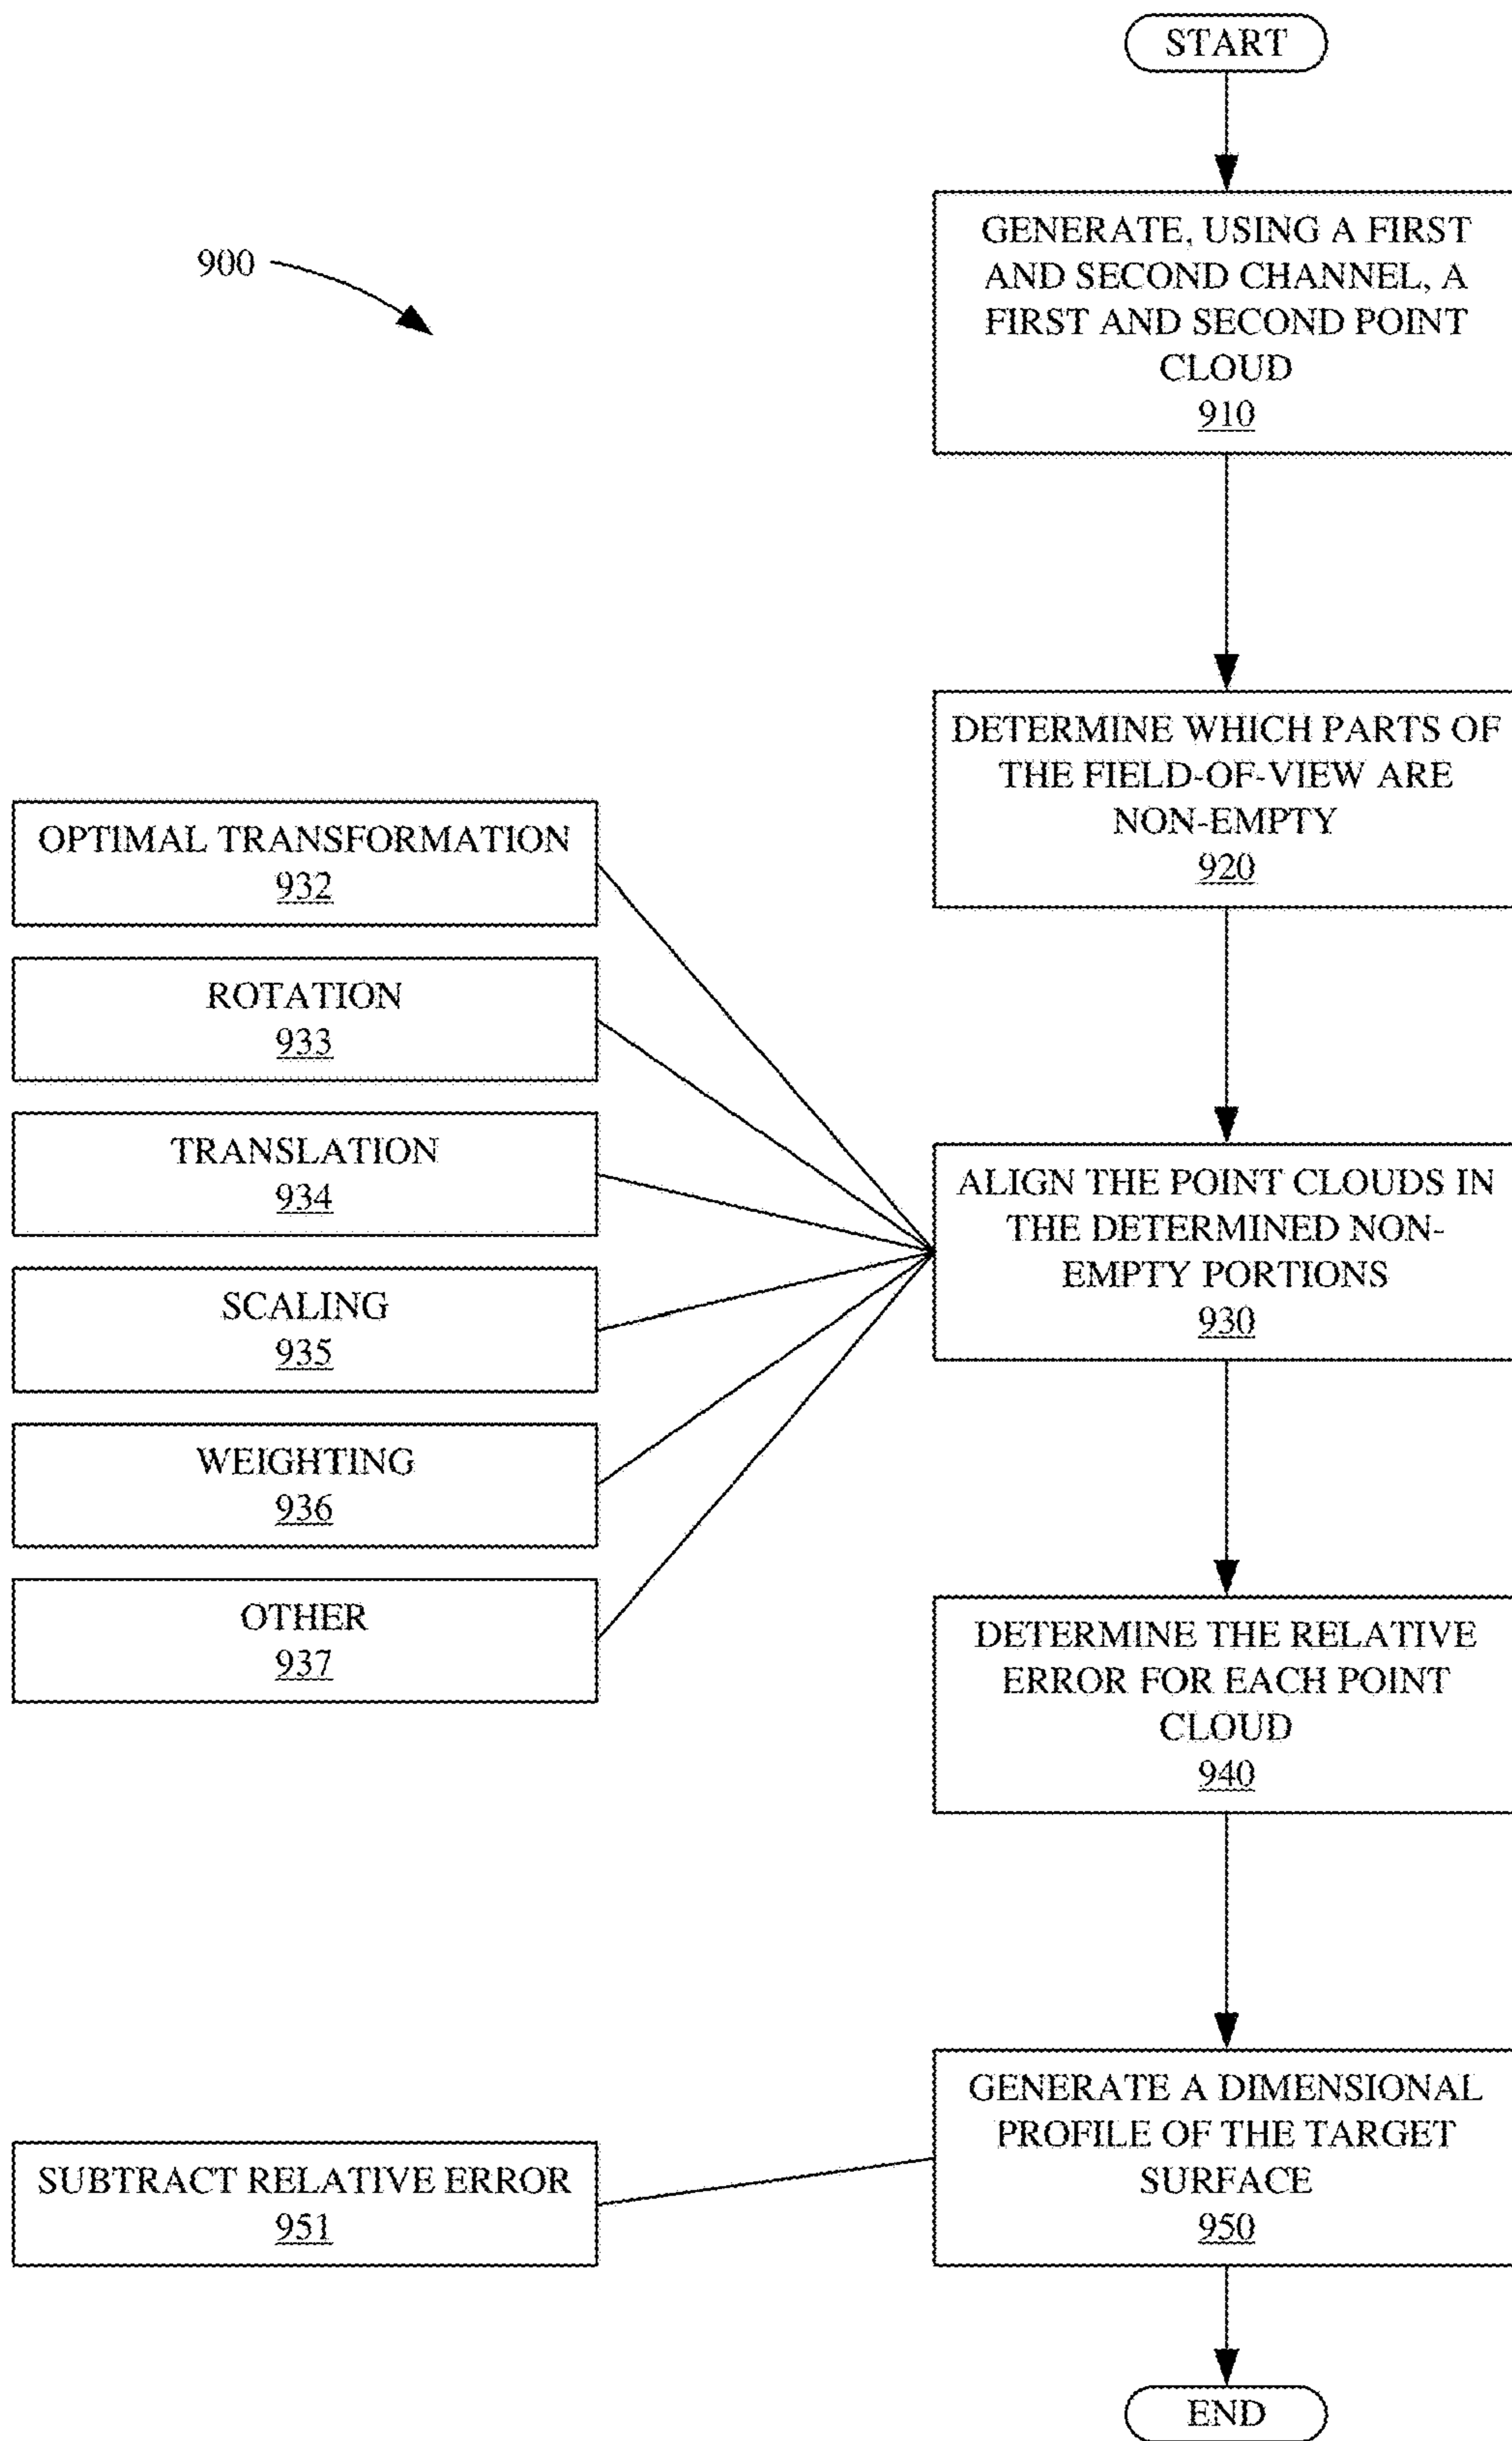 START
900
GENERATE, USING A FIRST
AND SECOND CHANNEL, A
FIRST AND SECOND POINT
CLOUD
910
DETERMINE WHICH PARTS OF
THE FIELD-OF-VIEW ARE
NON-EMPTY
920
OPTIMAL TRANSFORMATION
932
ROTATION
933
TRANSLATION
934
SCALING
935
WEIGHTING
936
OTHER
937
ALIGN THE POINT CLOUDS IN
THE DETERMINED NON-
EMPTY PORTIONS
930
DETERMINE THE RELATIVE
ERROR FOR EACH POINT
CLOUD
940
GENERATE A DIMENSIONAL
PROFILE OF THE TARGET
SURFACE
950
SUBTRACT RELATIVE ERROR
951
END